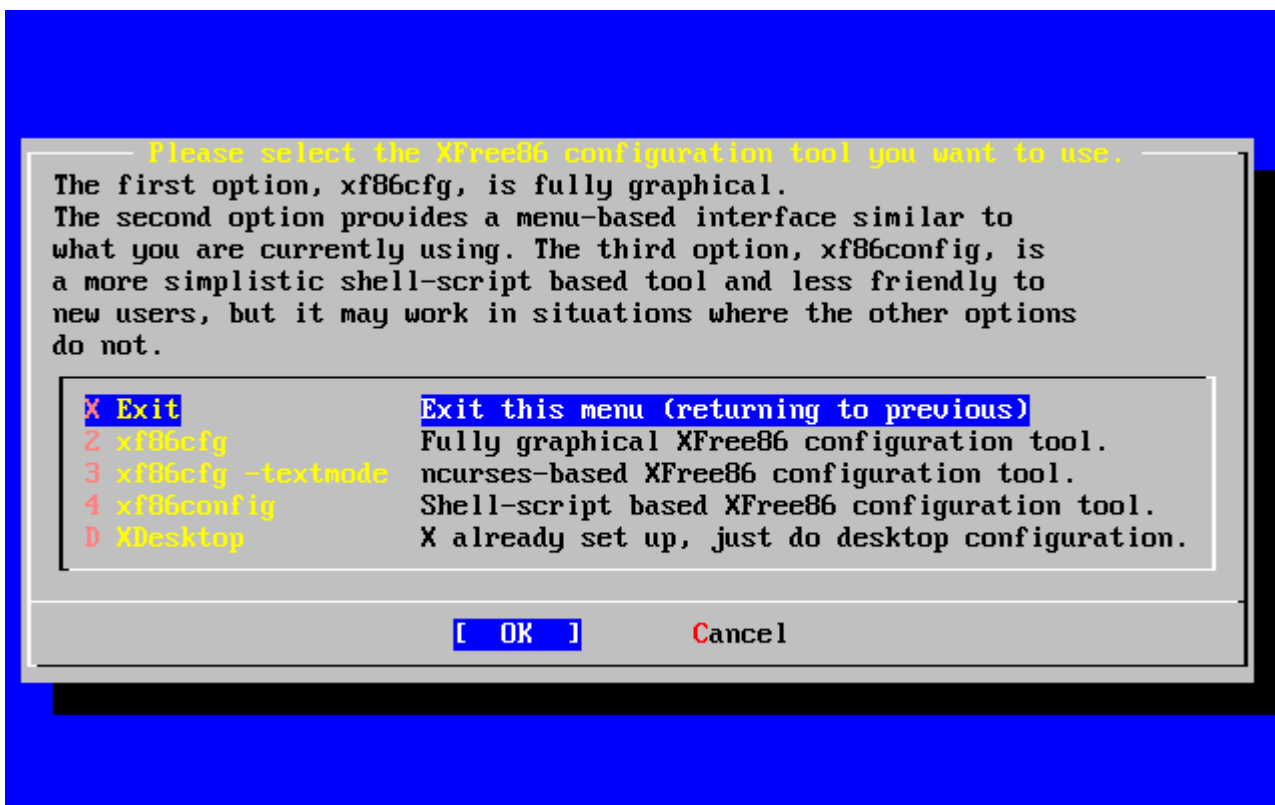 Please select the XFree86 configuration tool you want to use.
The first option, xf86cfg, is fully graphical.
The second option provides a menu-based interface similar to
what you are currently using. The third option, xf86config, is
a more simplistic shell-script based tool and less friendly to
new users, but it may work in situations where the other options
do not.
X Exit Exit this menu (returning to previous)
2 xf86cfg Fully graphical XFree86 configuration tool.
3 xf86cfg -textmode ncurses-based XFree86 configuration tool.
4 xf86config Shell-script based XFree86 configuration tool.
D XDesktop X already set up, just do desktop configuration.
[ OK ] Cancel